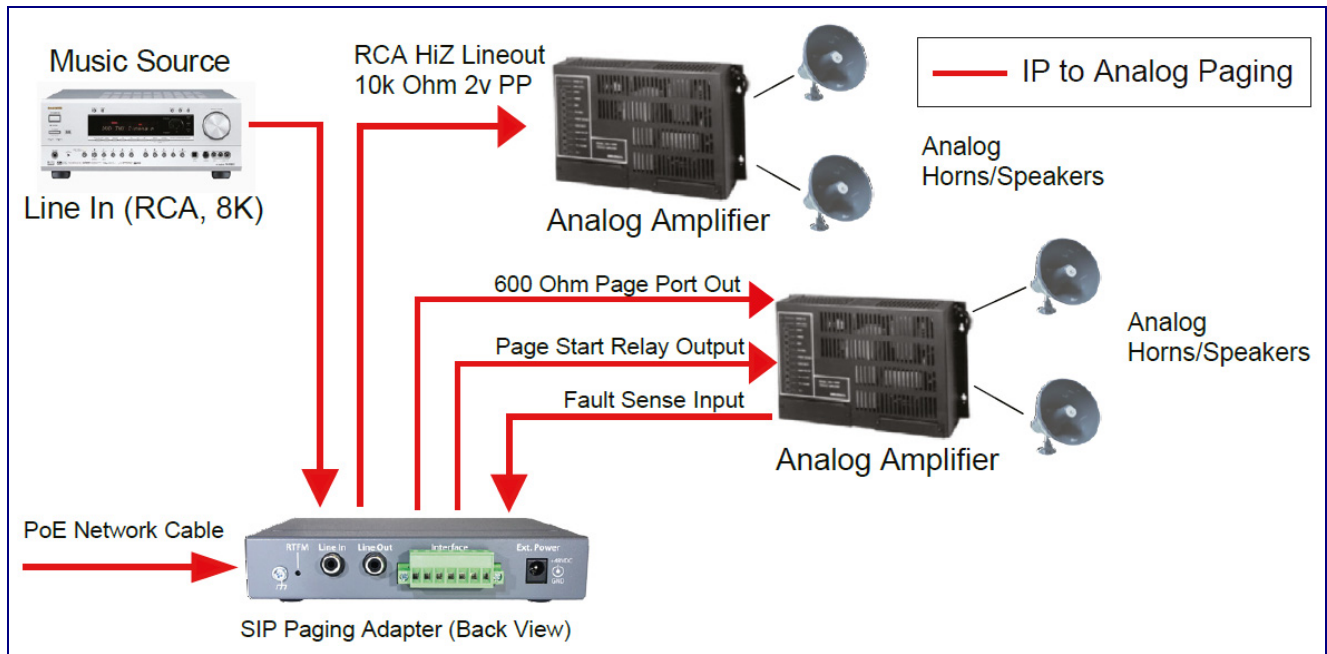 Music Source
Line In (RCA, 8K)
RCA HiZ Lineout
10k Ohm 2v PP
Analog Amplifier
Analog
Horns/Speakers
IP to Analog Paging
600 Ohm Page Port Out
Page Start Relay Output
Fault Sense Input
Analog Amplifier
Analog
Horns/Speakers
PoE Network Cable
RTFM
Line In
Line Out
Interface
Ext. Power
+48VDC
GND
SIP Paging Adapter (Back View)